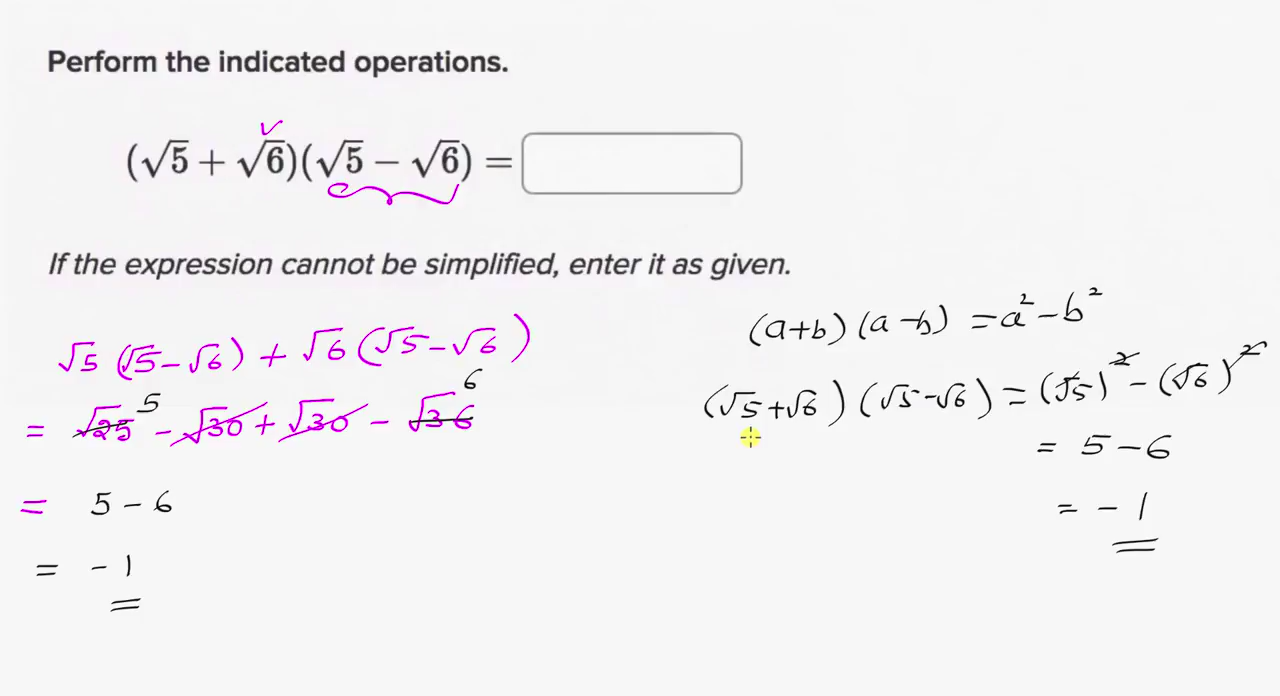 Perform the indicated operations.
(√5 + √6)(√5 − √6) =
If the expression cannot be simplified, enter it as given.
√5 (√5 − √6) + √6 (√5 − √6)
= √25 5 − √30 + √30 − √36 6
= 5 − 6
= − 1
(a+b) (a−b) = a² − b²
(√5 + √6) (√5 − √6) = (√5)² − (√6)²
= 5 − 6
= − 1